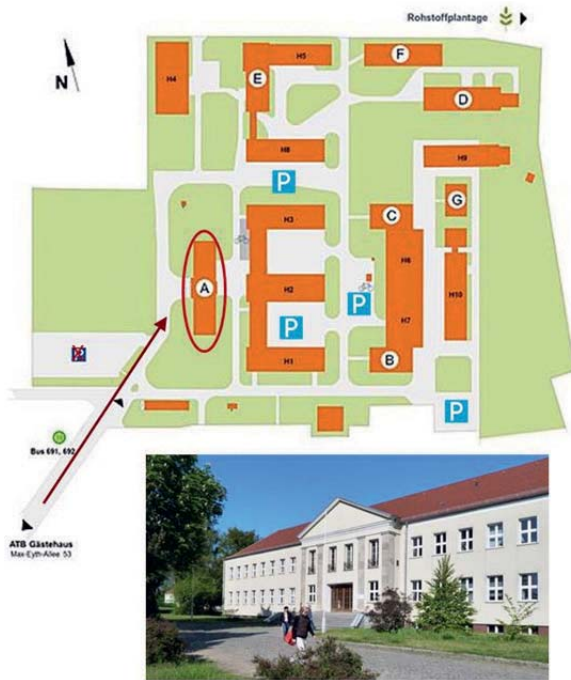 Rohstoffplantage
N
H4
E
H5
F
D
H8
H9
P
H3
C
G
H6
A
H2
P
H10
P
H7
H1
B
P
Bus 691, 692
ATB Gästehaus
Max-Eyth-Allee 53